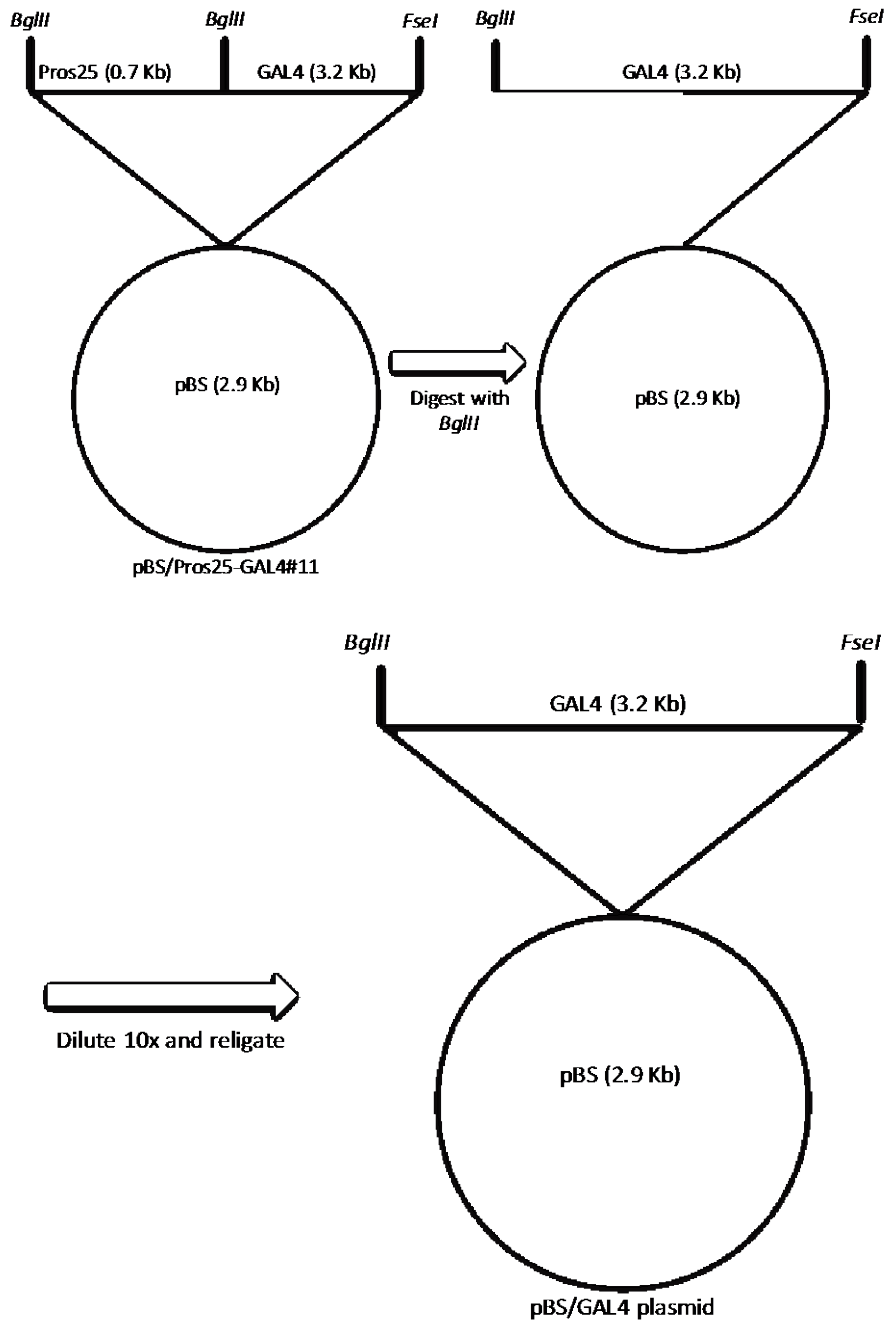 BglII BglII FseI
Pros25 (0.7 Kb) GAL4 (3.2 Kb)
pBS (2.9 Kb)
pBS/Pros25-GAL4#11
Digest with
BglII
BglII FseI
GAL4 (3.2 Kb)
pBS (2.9 Kb)
Dilute 10x and religate
BglII FseI
GAL4 (3.2 Kb)
pBS (2.9 Kb)
pBS/GAL4 plasmid